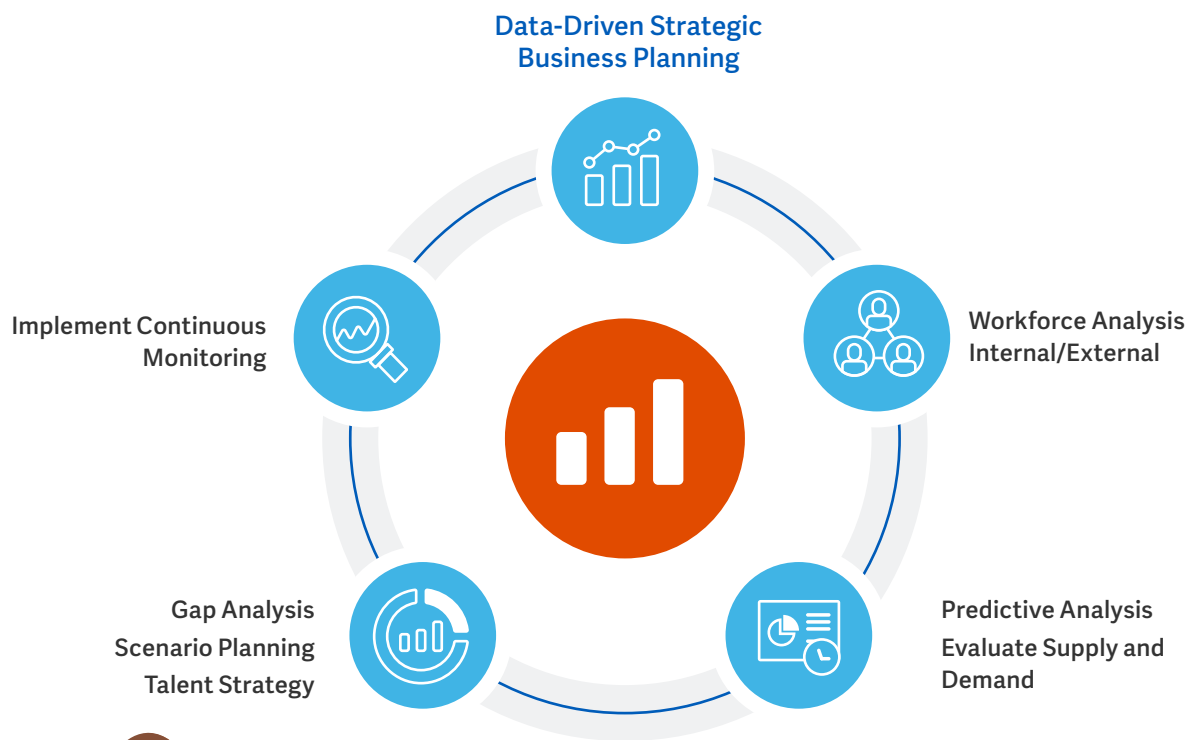 Data-Driven Strategic
Business Planning
Implement Continuous
Monitoring
Workforce Analysis
Internal/External
Gap Analysis
Scenario Planning
Talent Strategy
Predictive Analysis
Evaluate Supply and
Demand